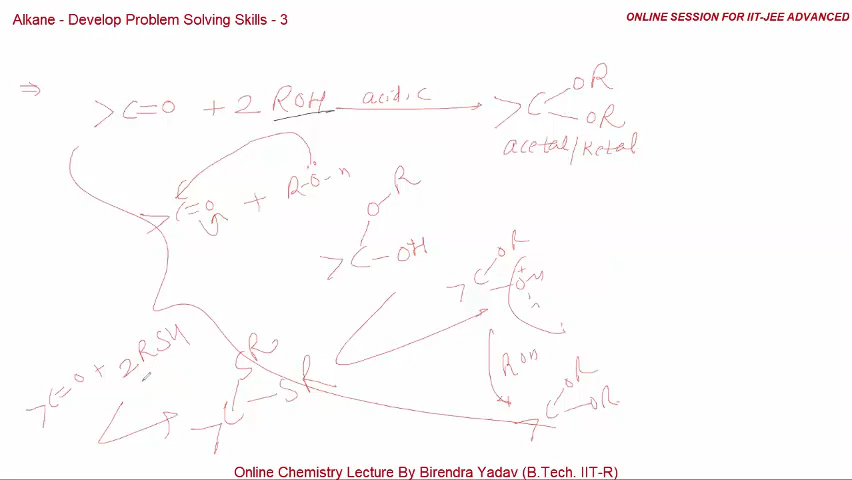 Alkane - Develop Problem Solving Skills - 3
ONLINE SESSION FOR IIT-JEE ADVANCED
⇒ >C=O + 2 ROH acidic >C OR OR
acetal/Ketal
>C=O + R-O-H
OR
>C-OH
OR
>C-O+H
H
ROH
>C=O + 2RSH
SR
>C-SR
OR
>C-OR
Online Chemistry Lecture By Birendra Yadav (B.Tech. IIT-R)